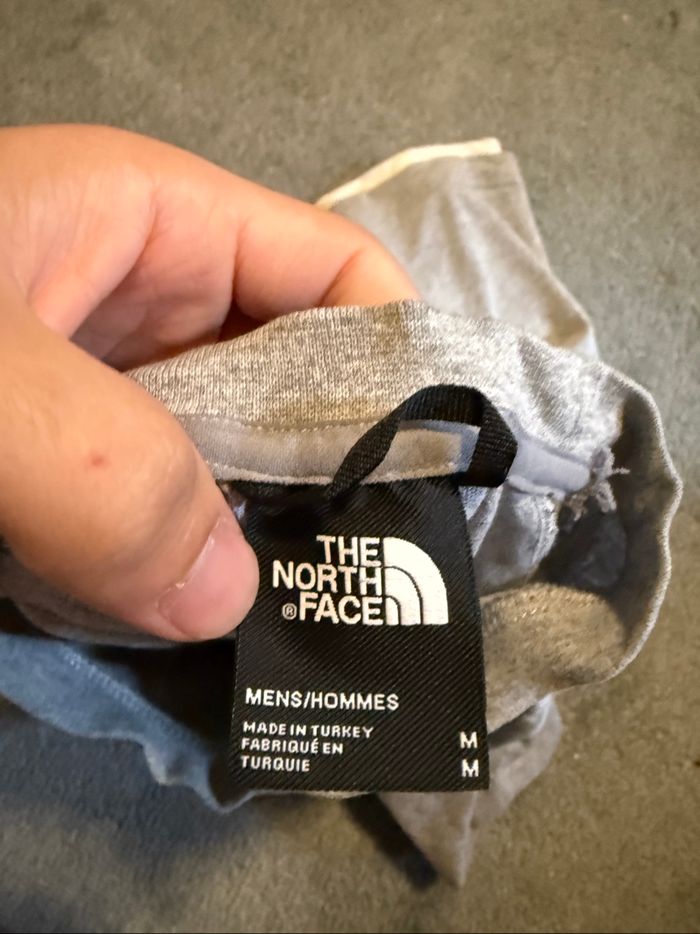 THE
NORTH
®FACE
MENS/HOMMES
MADE IN TURKEY
FABRIQUÉ EN
TURQUIE
M
M